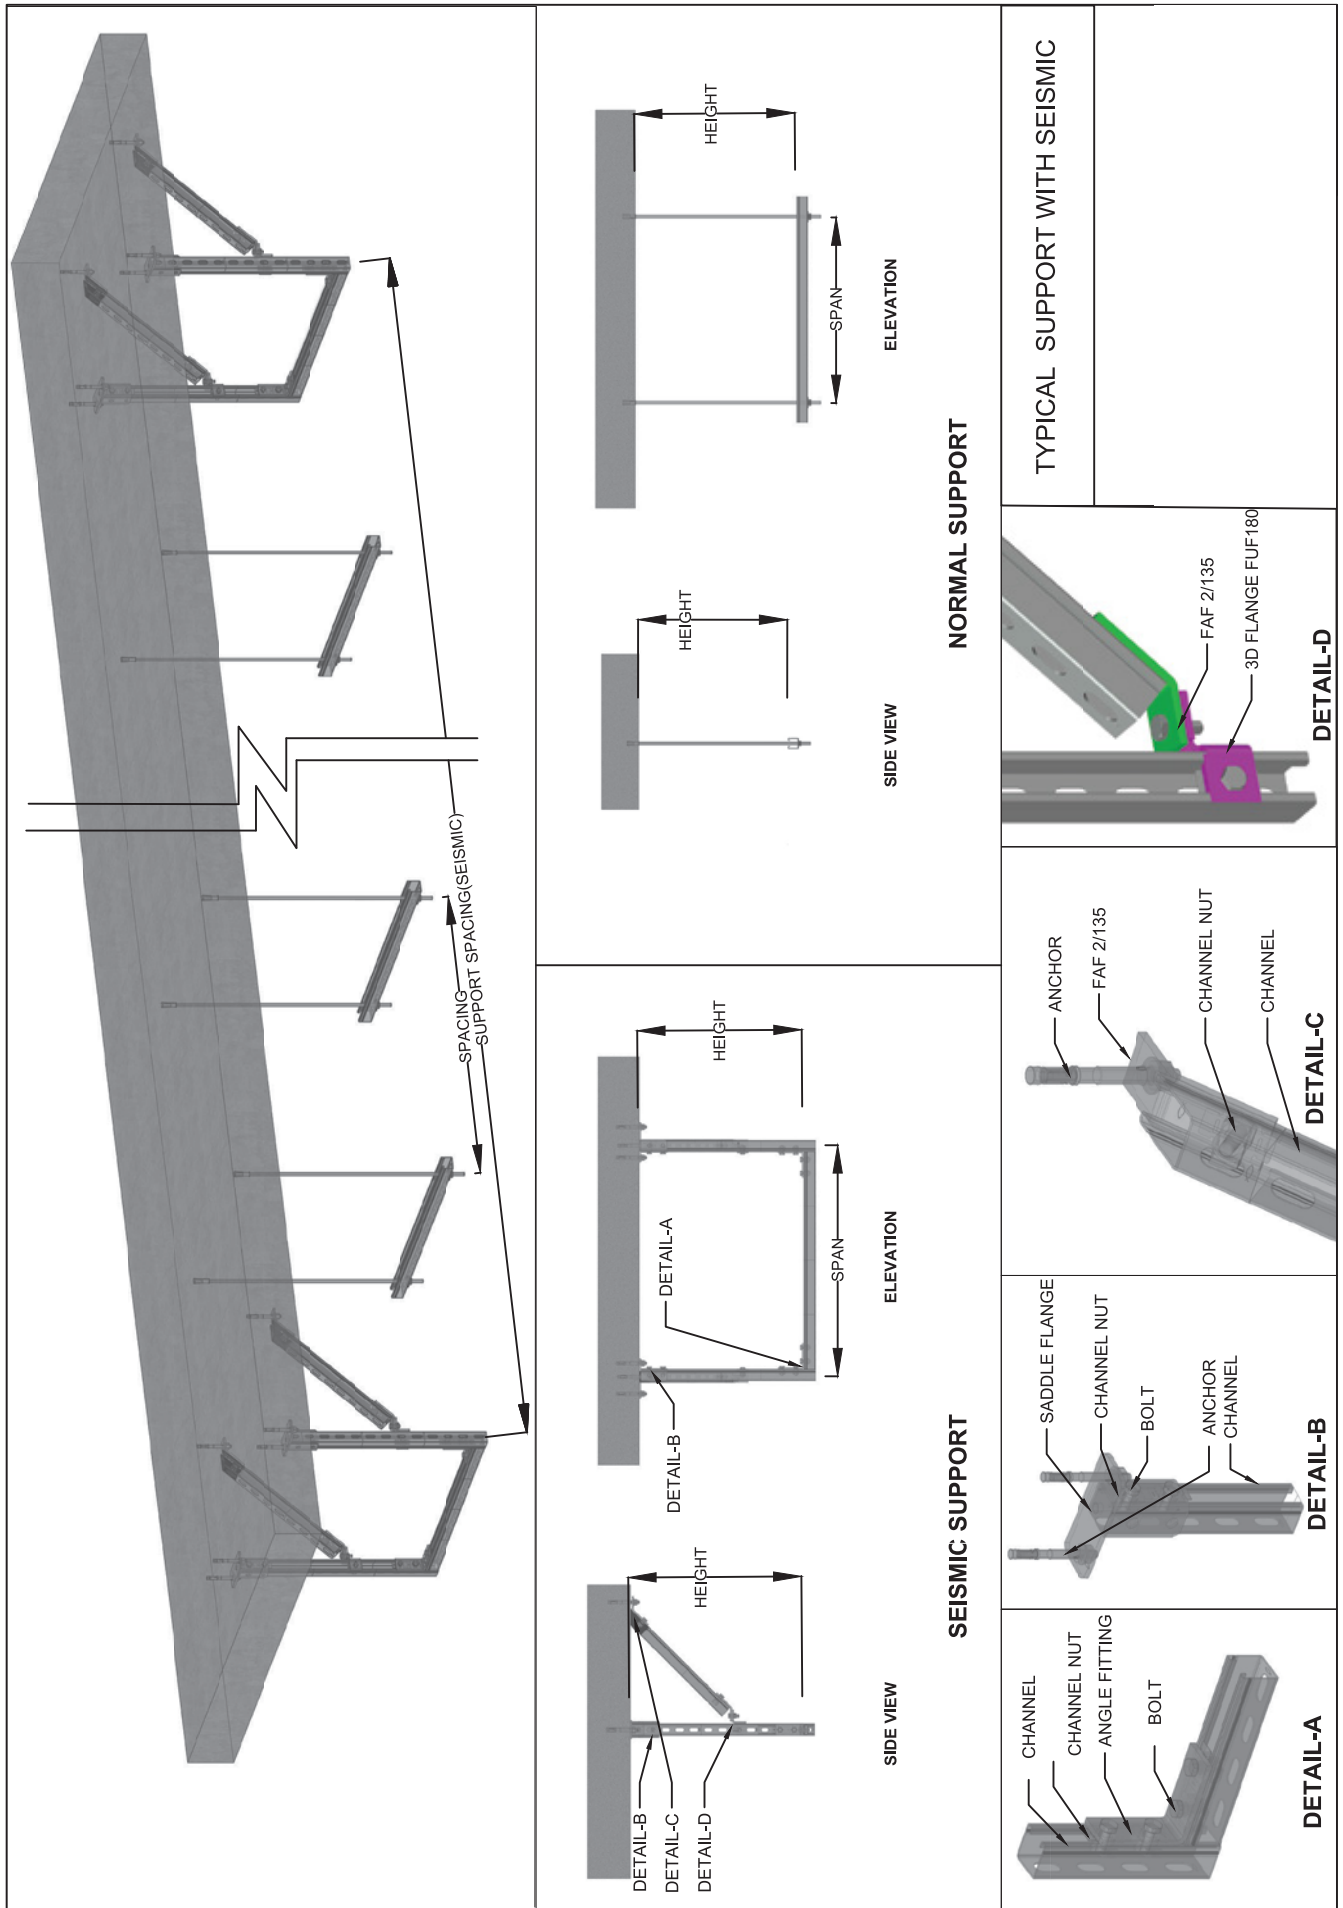 SPACING
SUPPORT SPACING(SEISMIC)
DETAIL-B
DETAIL-C
DETAIL-D
HEIGHT
SIDE VIEW
DETAIL-B
DETAIL-A
HEIGHT
SPAN
ELEVATION
SEISMIC SUPPORT
HEIGHT
SIDE VIEW
HEIGHT
SPAN
ELEVATION
NORMAL SUPPORT
CHANNEL
CHANNEL NUT
ANGLE FITTING
BOLT
DETAIL-A
SADDLE FLANGE
CHANNEL NUT
BOLT
ANCHOR
CHANNEL
DETAIL-B
ANCHOR
FAF 2/135
CHANNEL NUT
CHANNEL
DETAIL-C
FAF 2/135
3D FLANGE FUF180
DETAIL-D
TYPICAL SUPPORT WITH SEISMIC